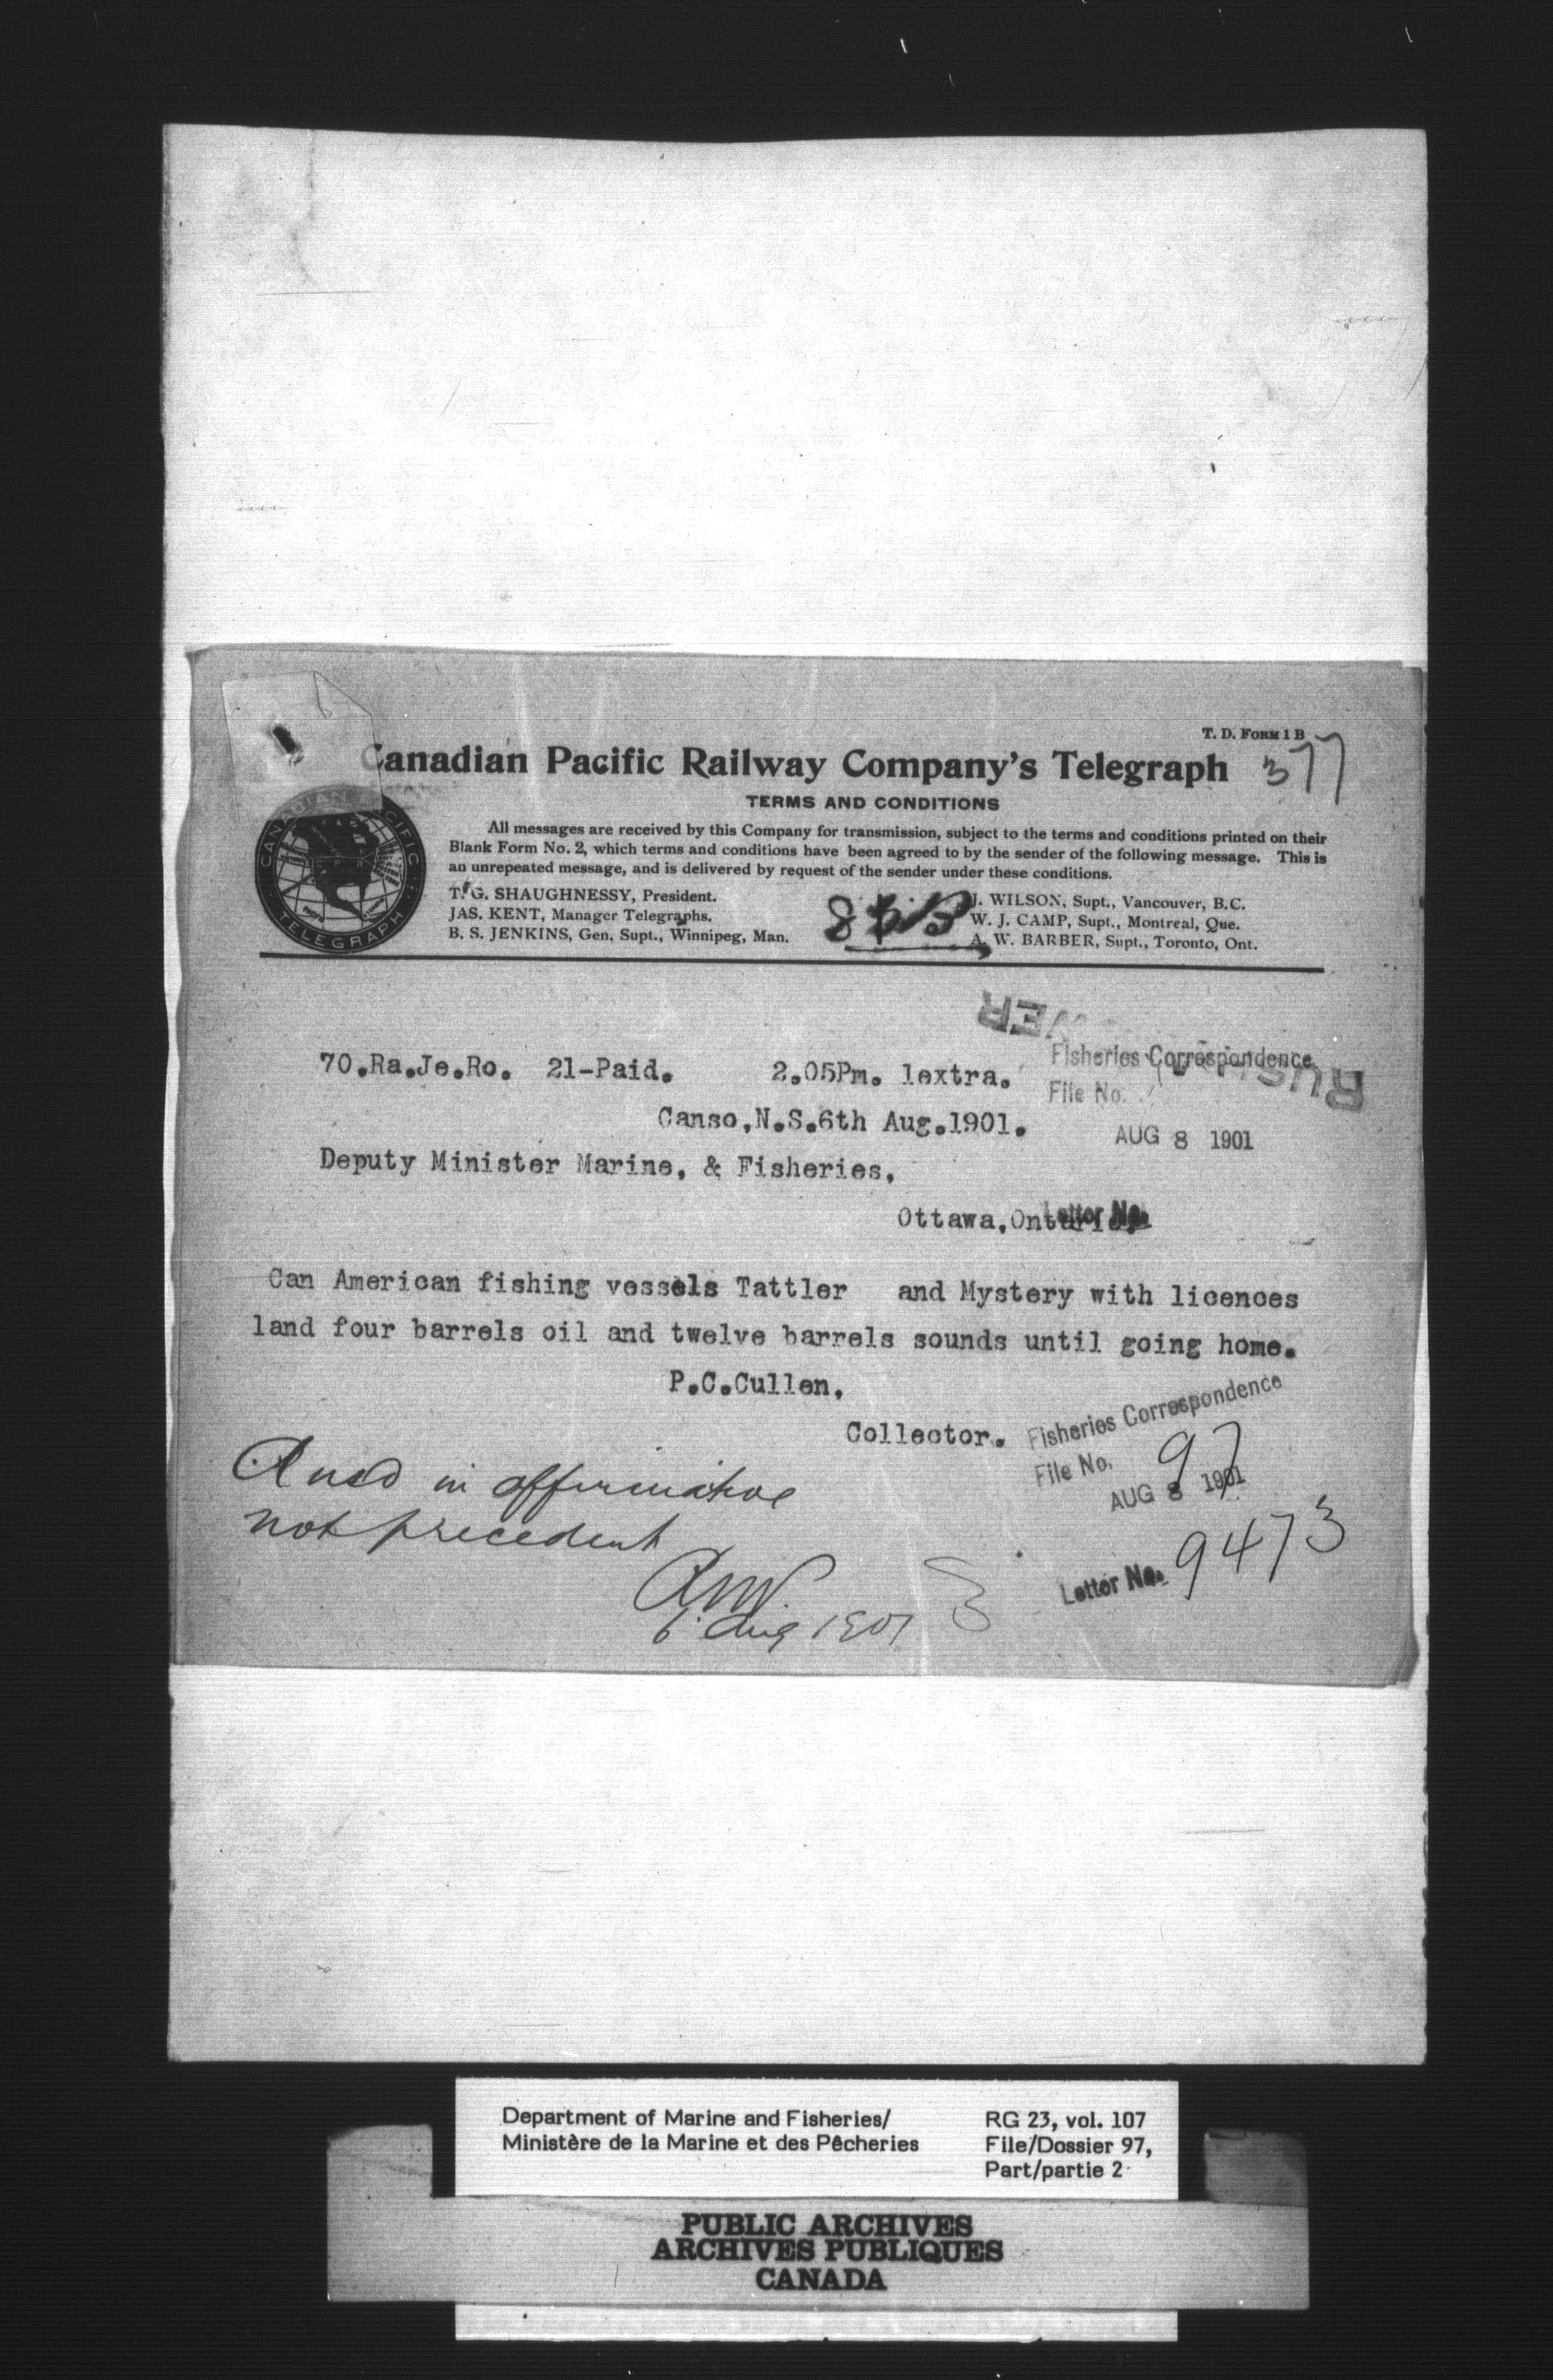 T. D. FORM 1 B
Canadian Pacific Railway Company's Telegraph
377
TERMS AND CONDITIONS
All messages are received by this Company for transmission, subject to the terms and conditions printed on their
Blank Form No. 2, which terms and conditions have been agreed to by the sender of the following message. This is
an unrepeated message, and is delivered by request of the sender under these conditions.
T. G. SHAUGHNESSY, President.
JAS. KENT, Manager Telegraphs.
B. S. JENKINS, Gen. Supt., Winnipeg, Man.
J. WILSON, Supt., Vancouver, B.C.
W. J. CAMP, Supt., Montreal, Que.
A. W. BARBER, Supt., Toronto, Ont.
CANADIAN PACIFIC
TELEGRAPH
70.Ra.Je.Ro. 21-Paid. 2.05Pm. 1extra.
Fisheries Correspondence
File No.
Canso,N.S.6th Aug.1901.
AUG 8 1901
Deputy Minister Marine, & Fisheries,
Ottawa,Ontario.
Letter No.
Can American fishing vessels Tattler and Mystery with licences
land four barrels oil and twelve barrels sounds until going home.
P.C.Cullen,
Collector.
Fisheries Correspondence
File No. 97
AUG 8 1901
Letter No. 9473
in affirmative
not precedent
6 Aug 1901
Department of Marine and Fisheries/
Ministère de la Marine et des Pêcheries
RG 23, vol. 107
File/Dossier 97,
Part/partie 2
PUBLIC ARCHIVES
ARCHIVES PUBLIQUES
CANADA